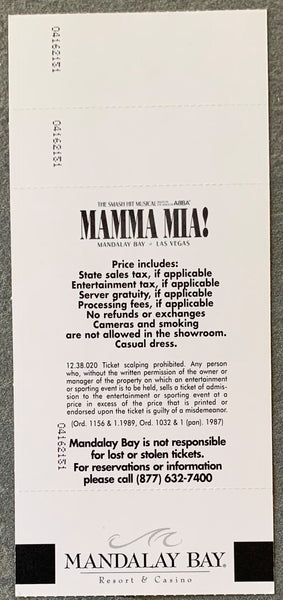 04162151
04162151
THE SMASH HIT MUSICAL BASED ON THE SONGS OF ABBA®
MAMMA MIA!
MANDALAY BAY • LAS VEGAS
Price includes:
State sales tax, if applicable
Entertainment tax, if applicable
Server gratuity, if applicable
Processing fees, if applicable
No refunds or exchanges
Cameras and smoking
are not allowed in the showroom.
Casual dress.
12.38.020 Ticket scalping prohibited. Any person
who, without the written permission of the owner or
manager of the property on which an entertainment
or sporting event is to be held, sells a ticket of admis-
sion to the entertainment or sporting event at a
price in excess of the price that is printed or
endorsed upon the ticket is guilty of a misdemeanor.
(Ord. 1156 & 1.1989, Ord. 1032 & 1 (pan). 1987)
04162151
Mandalay Bay is not responsible
for lost or stolen tickets.
For reservations or information
please call (877) 632-7400
MANDALAY BAY®
Resort & Casino